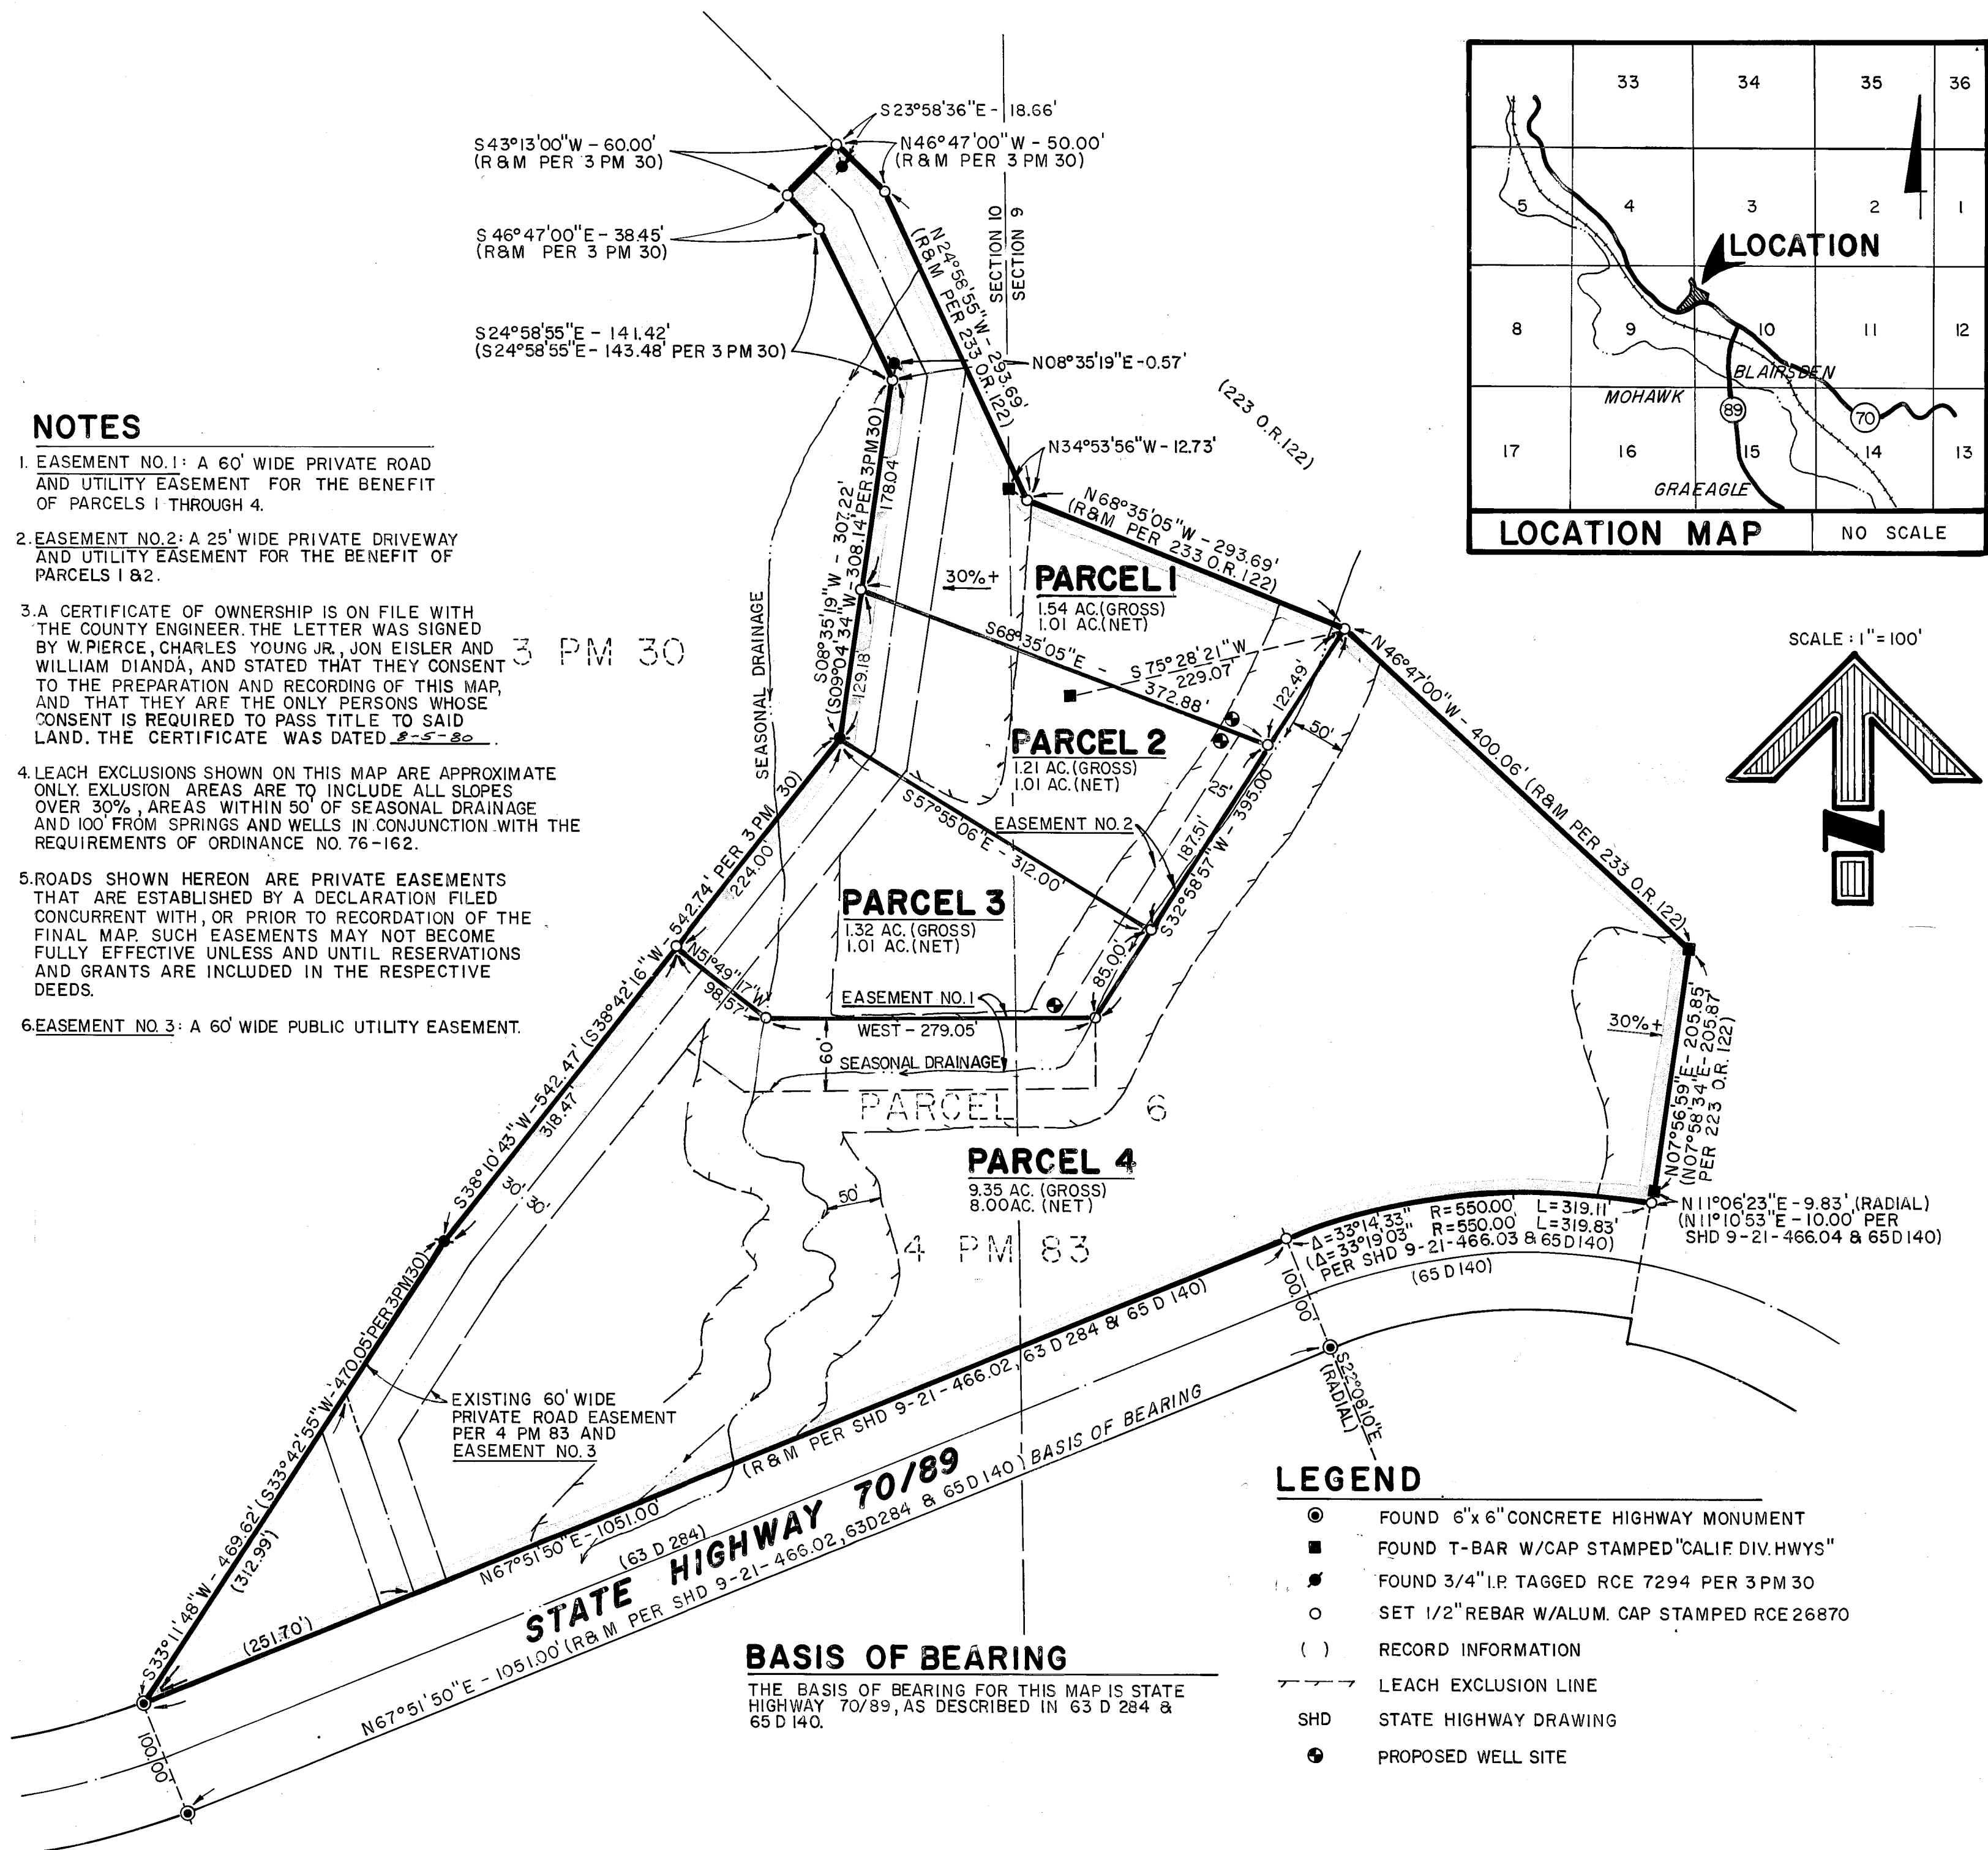 S23°58'36"E - 18.66'
S43°13'00"W - 60.00'
(R&M PER 3 PM 30)
N46°47'00"W - 50.00'
(R&M PER 3 PM 30)
S46°47'00"E - 38.45'
(R&M PER 3 PM 30)
SECTION 10
SECTION 9
N24°58'55"W - 293.69'
(R&M PER 233 O.R. 122)
S24°58'55"E - 141.42'
(S24°58'55"E - 143.48' PER 3 PM 30)
N08°35'19"E - 0.57'
(223 O.R. 122)
N34°53'56"W - 12.73'
33
34
35
36
5
4
3
2
1
LOCATION
8
9
10
11
12
BLAIRSDEN
MOHAWK
89
70
17
16
15
14
13
GRAEAGLE
LOCATION MAP
NO SCALE
NOTES
1. EASEMENT NO. 1: A 60' WIDE PRIVATE ROAD
AND UTILITY EASEMENT FOR THE BENEFIT
OF PARCELS 1 THROUGH 4.
2. EASEMENT NO.2: A 25' WIDE PRIVATE DRIVEWAY
AND UTILITY EASEMENT FOR THE BENEFIT OF
PARCELS 1 & 2.
3. A CERTIFICATE OF OWNERSHIP IS ON FILE WITH
THE COUNTY ENGINEER. THE LETTER WAS SIGNED
BY W. PIERCE, CHARLES YOUNG JR., JON EISLER AND
WILLIAM DIANDA, AND STATED THAT THEY CONSENT
TO THE PREPARATION AND RECORDING OF THIS MAP,
AND THAT THEY ARE THE ONLY PERSONS WHOSE
CONSENT IS REQUIRED TO PASS TITLE TO SAID
LAND. THE CERTIFICATE WAS DATED 8-5-80.
4. LEACH EXCLUSIONS SHOWN ON THIS MAP ARE APPROXIMATE
ONLY. EXLUSION AREAS ARE TO INCLUDE ALL SLOPES
OVER 30%, AREAS WITHIN 50' OF SEASONAL DRAINAGE
AND 100' FROM SPRINGS AND WELLS IN CONJUNCTION WITH THE
REQUIREMENTS OF ORDINANCE NO. 76-162.
5. ROADS SHOWN HEREON ARE PRIVATE EASEMENTS
THAT ARE ESTABLISHED BY A DECLARATION FILED
CONCURRENT WITH, OR PRIOR TO RECORDATION OF THE
FINAL MAP. SUCH EASEMENTS MAY NOT BECOME
FULLY EFFECTIVE UNLESS AND UNTIL RESERVATIONS
AND GRANTS ARE INCLUDED IN THE RESPECTIVE
DEEDS.
6. EASEMENT NO. 3: A 60' WIDE PUBLIC UTILITY EASEMENT.
3 PM 30
SEASONAL DRAINAGE
S08°35'19"W - 307.22'
(S09°04'34"W - 308.14' PER 3PM 30)
178.04'
129.18'
N68°35'05"W - 293.69'
(R&M PER 233 O.R. 122)
30%+
PARCEL 1
1.54 AC. (GROSS)
1.01 AC. (NET)
S68°35'05"E -
372.88'
S75°28'21"W
229.07'
122.49'
50'
N46°47'00"W - 400.06' (R&M PER 233 O.R. 122)
SCALE: 1" = 100'
N
PARCEL 2
1.21 AC. (GROSS)
1.01 AC. (NET)
25'
187.51'
S32°58'57"W - 395.00'
EASEMENT NO. 2
S57°55'06"E - 312.00'
PARCEL 3
1.32 AC. (GROSS)
1.01 AC. (NET)
224.00'
N51°49'17"W
98.57'
85.00'
EASEMENT NO. 1
WEST - 279.05'
60'
SEASONAL DRAINAGE
PARCEL 6
S38°10'43"W - 542.47' (S38°42'16"W - 542.74' PER 3 PM 30)
318.47'
30' 30'
PARCEL 4
9.35 AC. (GROSS)
8.00 AC. (NET)
50'
4 PM 83
30%+
N07°56'59"E - 205.85'
(N07°58'34"E - 205.87'
PER 223 O.R. 122)
N11°06'23"E - 9.83' (RADIAL)
(N11°10'53"E - 10.00' PER
SHD 9-21-466.04 & 65 D 140)
Δ=33°14'33" R=550.00' L=319.11'
(Δ=33°19'03" R=550.00' L=319.83'
PER SHD 9-21-466.03 & 65 D 140)
(65 D 140)
100.00'
S22°08'10"E
(RADIAL)
EXISTING 60' WIDE
PRIVATE ROAD EASEMENT
PER 4 PM 83 AND
EASEMENT NO. 3
S33°11'48"W - 469.62' (S33°42'55"W - 470.05' PER 3PM 30)
(312.99')
(251.70')
N67°51'50"E - 1051.00'
(R & M PER SHD 9-21-466.02, 63 D 284 & 65 D 140)
(63 D 284)
STATE HIGHWAY 70/89
N67°51'50"E - 1051.00' (R & M PER SHD 9-21-466.02, 63D284 & 65 D 140) BASIS OF BEARING
100.00'
BASIS OF BEARING
THE BASIS OF BEARING FOR THIS MAP IS STATE
HIGHWAY 70/89, AS DESCRIBED IN 63 D 284 &
65 D 140.
LEGEND
FOUND 6" x 6" CONCRETE HIGHWAY MONUMENT
FOUND T-BAR W/CAP STAMPED "CALIF. DIV. HWYS"
FOUND 3/4" I.P. TAGGED RCE 7294 PER 3 PM 30
SET 1/2" REBAR W/ALUM. CAP STAMPED RCE 26870
( ) RECORD INFORMATION
LEACH EXCLUSION LINE
SHD STATE HIGHWAY DRAWING
PROPOSED WELL SITE